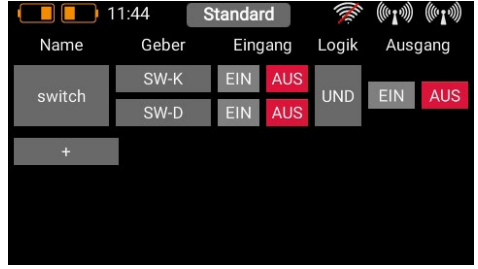 11:44 Standard
Name Geber Eingang Logik Ausgang
switch SW-K EIN AUS UND EIN AUS
SW-D EIN AUS
+